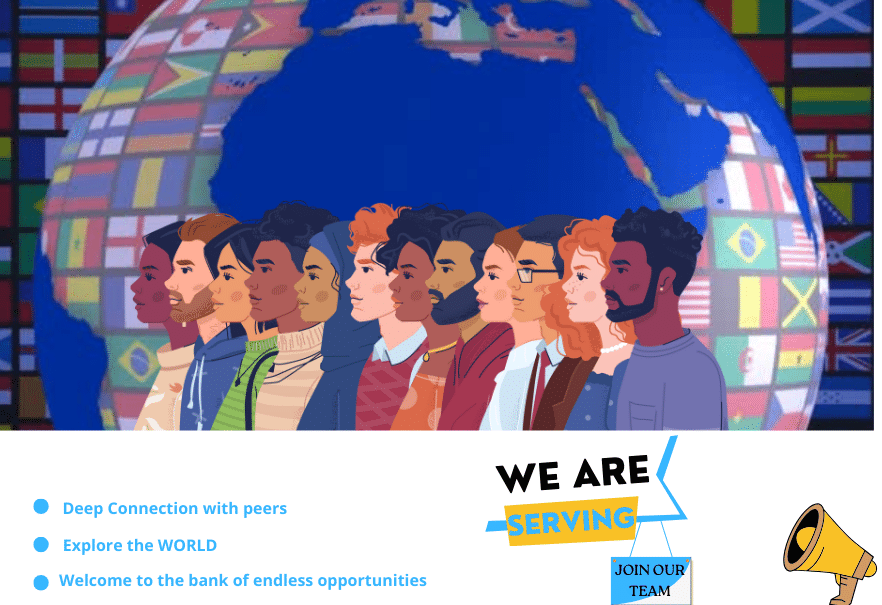 Deep Connection with peers
Explore the WORLD
Welcome to the bank of endless opportunities
WE ARE
SERVING
JOIN OUR
TEAM